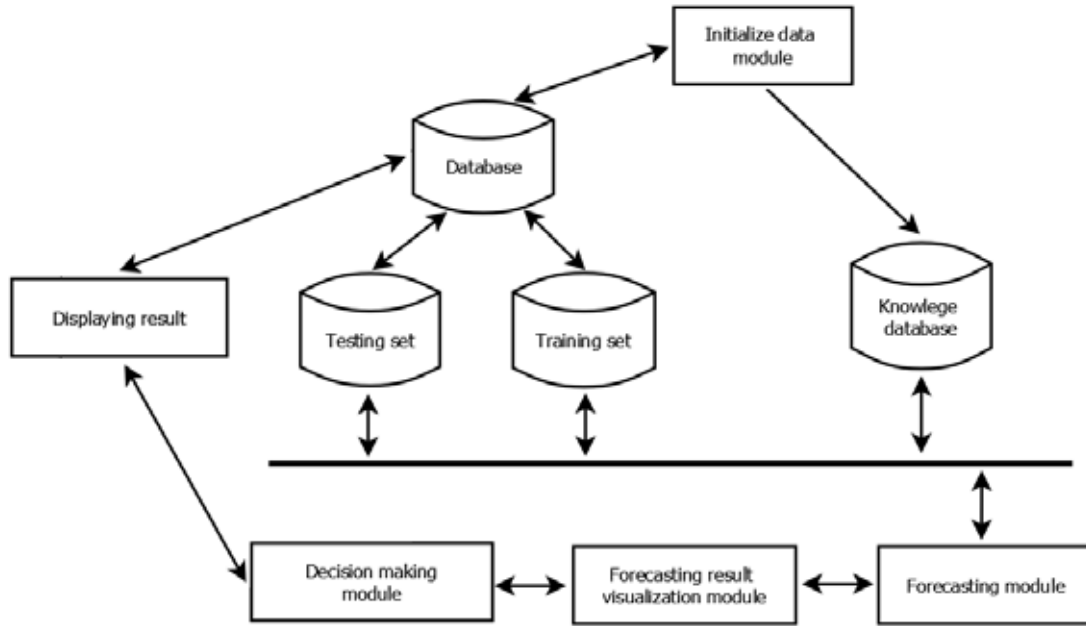 Initialize data
module
Database
Displaying result
Testing set
Training set
Knowlege
database
Decision making
module
Forecasting result
visualization module
Forecasting module